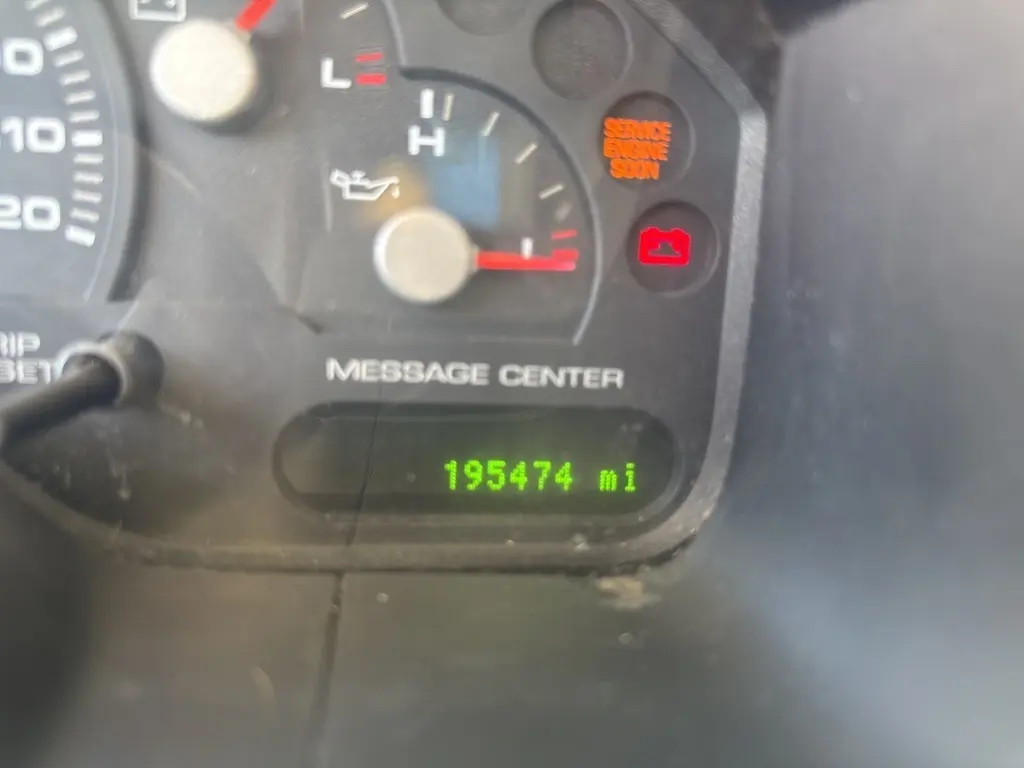 10
20
L
H
L
SERVICE
ENGINE
SOON
MESSAGE CENTER
195474 mi